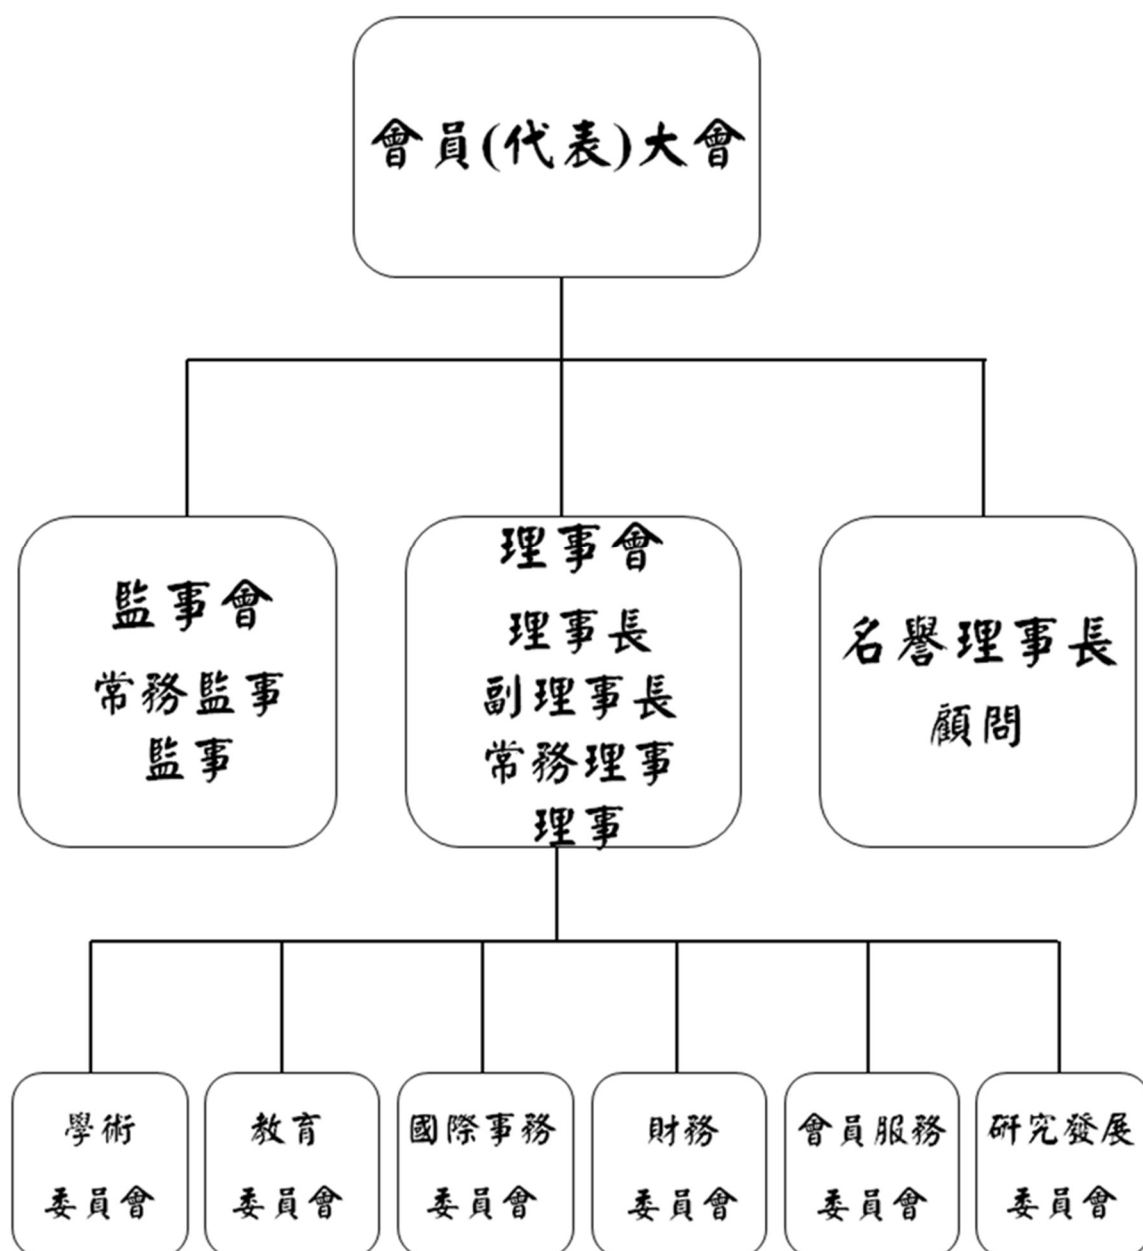 會員(代表)大會
監事會
常務監事
監事
理事會
理事長
副理事長
常務理事
理事
名譽理事長
顧問
學術
委員會
教育
委員會
國際事務
委員會
財務
委員會
會員服務
委員會
研究發展
委員會